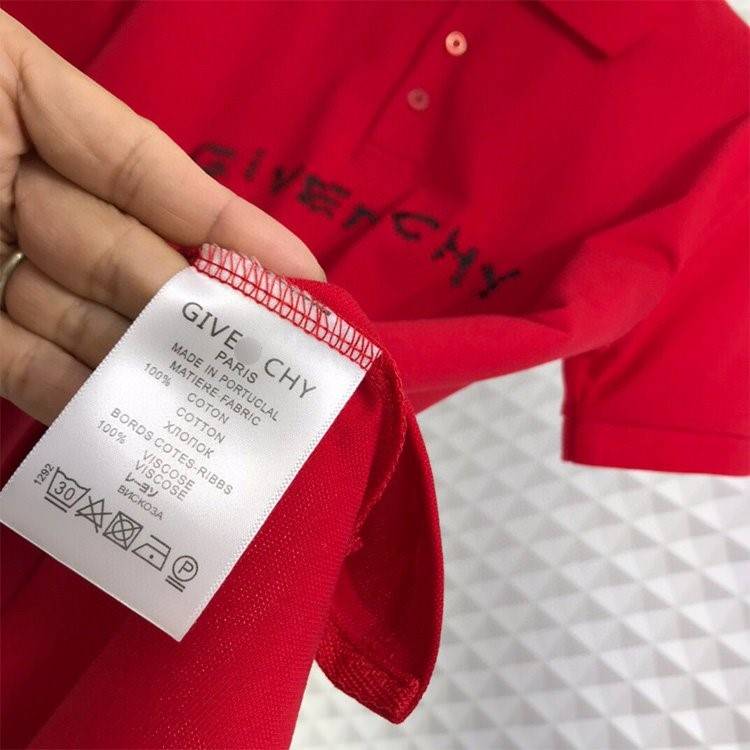 GIVENCHY
GIVE CHY
PARIS
MADE IN PORTUCLAL
MATIERE-FABRIC
100% COTON
COTTON
ХЛОПОК
BORDS COTES-RIBBS
100% VISCOSE
VISCOSE
レーヨン
ВИСКОЗА
1292
30
P